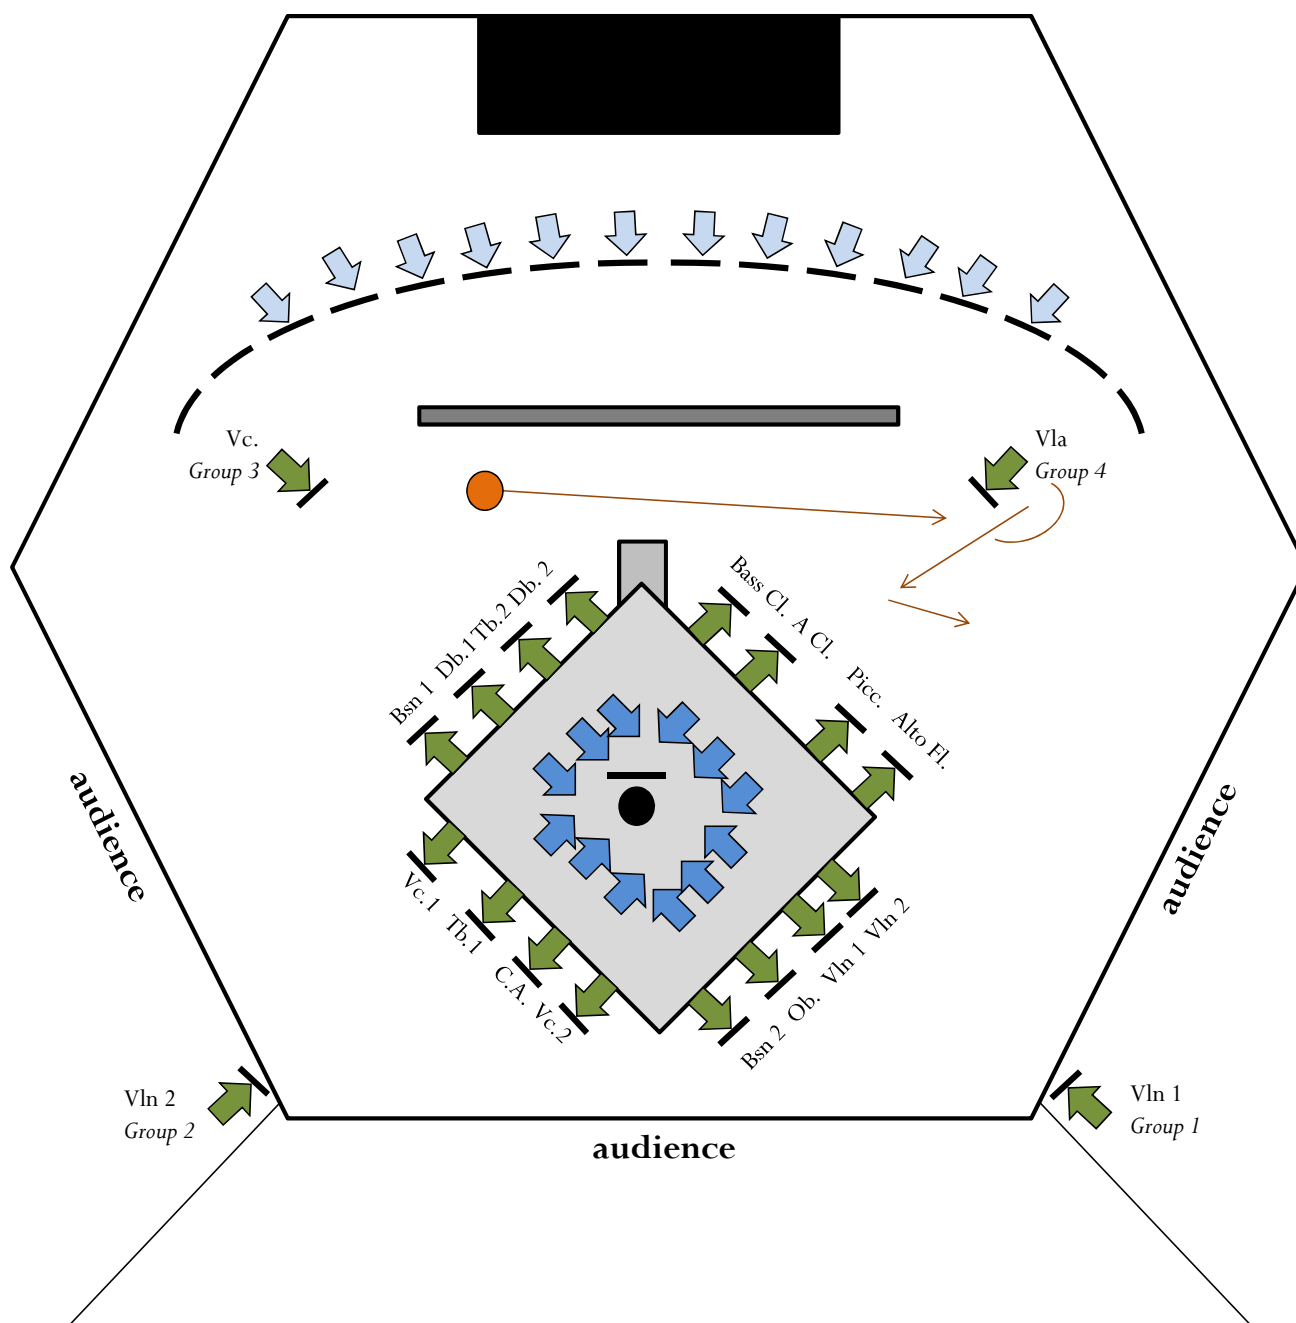 Vc.
Group 3
Vla
Group 4
Bsn 1 Db.1 Tb.2 Db. 2
Bass Cl. A Cl. Picc. Alto Fl.
audience
audience
Vc.1 Tb.1 C.A. Vc.2
Bsn 2 Ob. Vln 1 Vln 2
Vln 2
Group 2
Vln 1
Group 1
audience